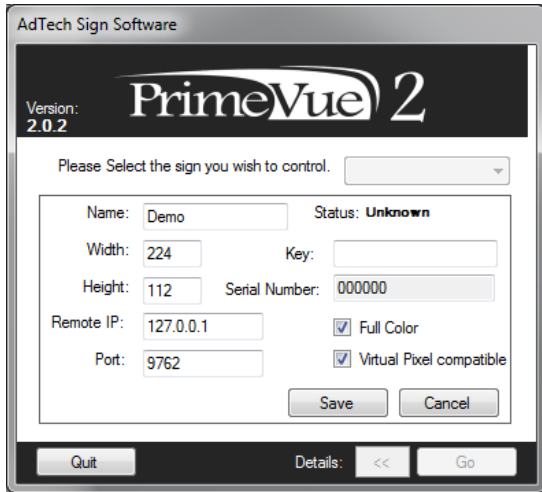 AdTech Sign Software
PrimeVue 2
Version:
2.0.2
Please Select the sign you wish to control.
Name: Demo Status: Unknown
Width: 224 Key:
Height: 112 Serial Number: 000000
Remote IP: 127.0.0.1 Full Color
Port: 9762 Virtual Pixel compatible
Save Cancel
Quit Details: << Go